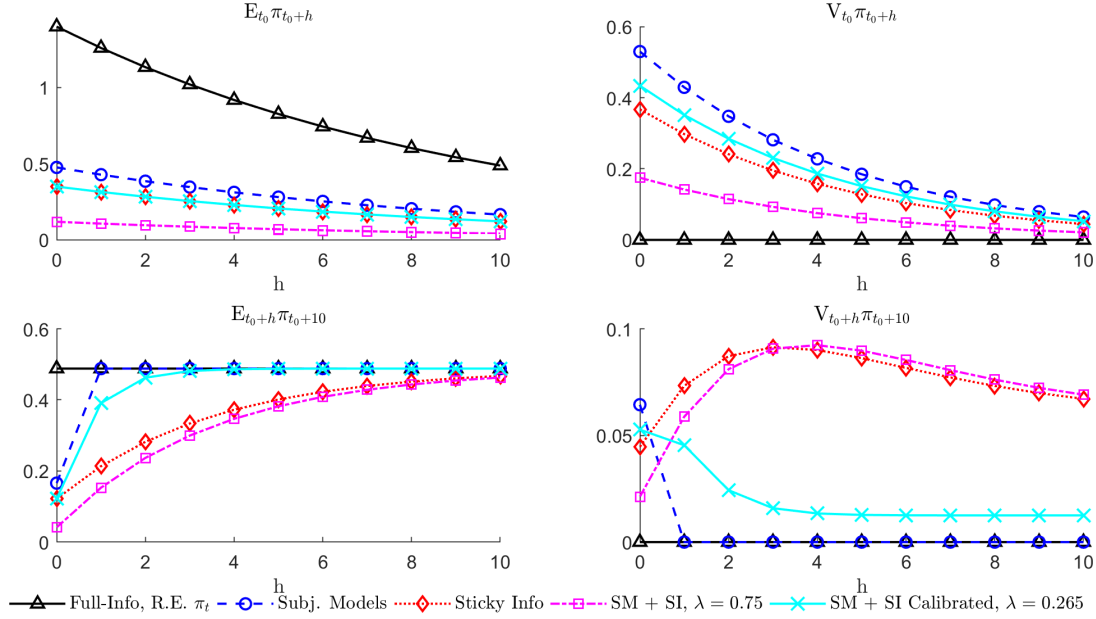 E_{t_0}π_{t_0+h}
V_{t_0}π_{t_0+h}
1
0.5
0
0 2 4 6 8 10
h
0.6
0.4
0.2
0
0 2 4 6 8 10
h
E_{t_0+h}π_{t_0+10}
V_{t_0+h}π_{t_0+10}
0.6
0.4
0.2
0
0 2 4 6 8 10
h
0.1
0.05
0
0 2 4 6 8 10
h
Full-Info, R.E. π_t
Subj. Models
Sticky Info
SM + SI, λ = 0.75
SM + SI Calibrated, λ = 0.265